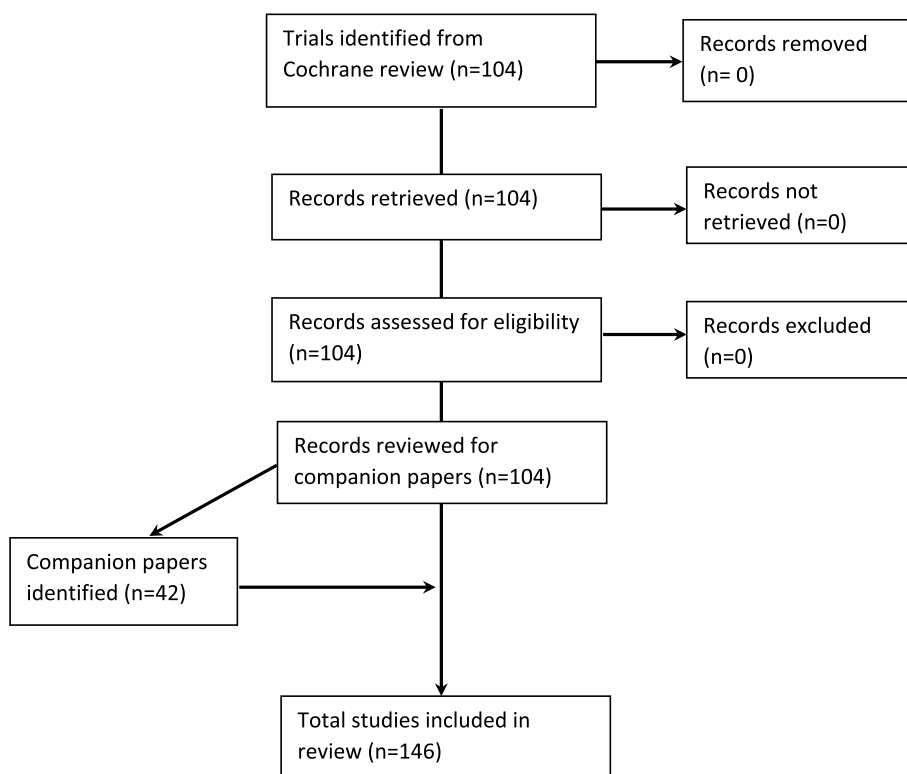 Trials identified from
Cochrane review (n=104)
Records removed
(n= 0)
Records retrieved (n=104)
Records not
retrieved (n=0)
Records assessed for eligibility
(n=104)
Records excluded
(n=0)
Records reviewed for
companion papers (n=104)
Companion papers
identified (n=42)
Total studies included in
review (n=146)